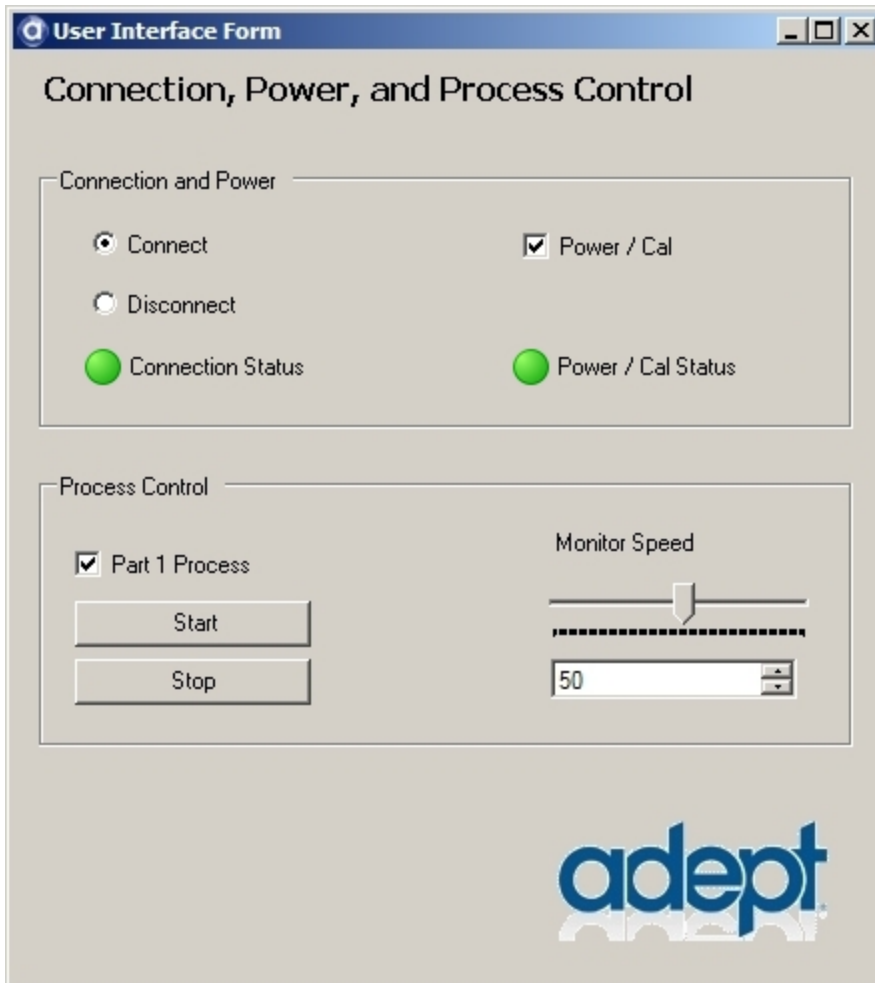 User Interface Form
Connection, Power, and Process Control
Connection and Power
Connect
Power / Cal
Disconnect
Connection Status
Power / Cal Status
Process Control
Part 1 Process
Monitor Speed
Start
Stop
50
adept